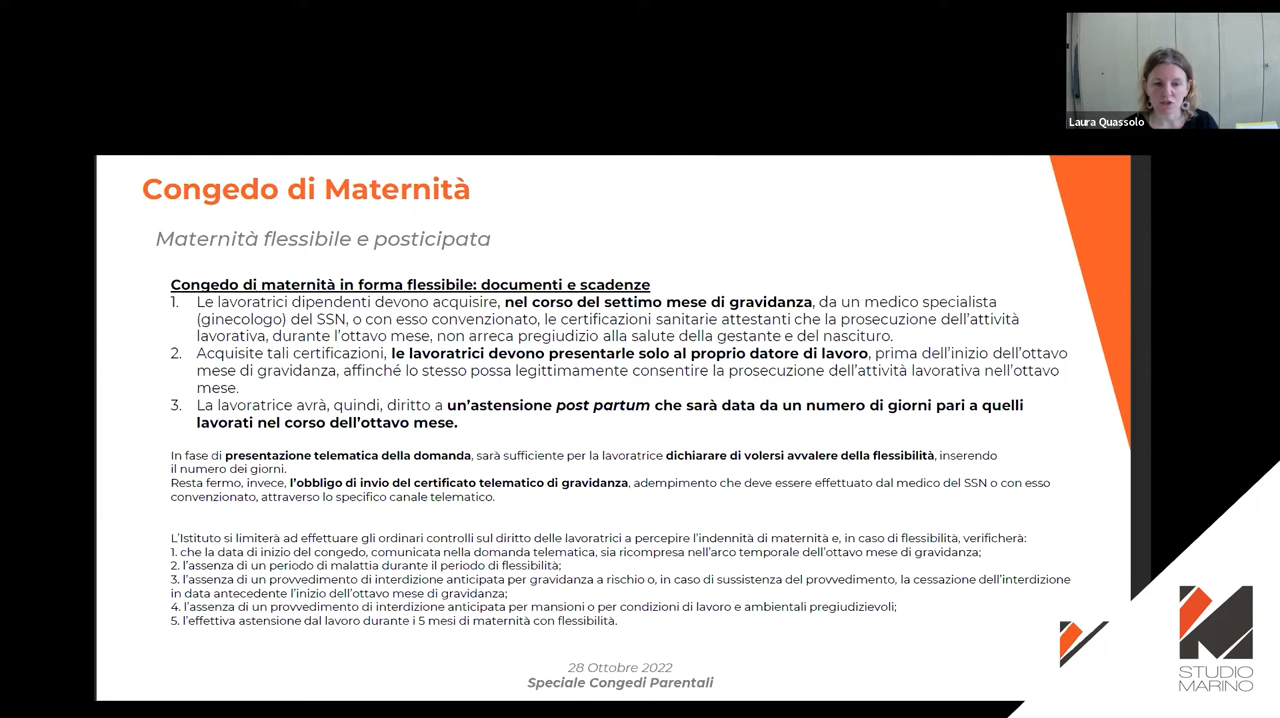 Laura Quassolo
Congedo di Maternità
Maternità flessibile e posticipata
Congedo di maternità in forma flessibile: documenti e scadenze
1. Le lavoratrici dipendenti devono acquisire, nel corso del settimo mese di gravidanza, da un medico specialista
(ginecologo) del SSN, o con esso convenzionato, le certificazioni sanitarie attestanti che la prosecuzione dell'attività
lavorativa, durante l'ottavo mese, non arreca pregiudizio alla salute della gestante e del nascituro.
2. Acquisite tali certificazioni, le lavoratrici devono presentarle solo al proprio datore di lavoro, prima dell'inizio dell'ottavo
mese di gravidanza, affinché lo stesso possa legittimamente consentire la prosecuzione dell'attività lavorativa nell'ottavo
mese.
3. La lavoratrice avrà, quindi, diritto a un'astensione post partum che sarà data da un numero di giorni pari a quelli
lavorati nel corso dell'ottavo mese.
In fase di presentazione telematica della domanda, sarà sufficiente per la lavoratrice dichiarare di volersi avvalere della flessibilità, inserendo
il numero dei giorni.
Resta fermo, invece, l'obbligo di invio del certificato telematico di gravidanza, adempimento che deve essere effettuato dal medico del SSN o con esso
convenzionato, attraverso lo specifico canale telematico.
L'Istituto si limiterà ad effettuare gli ordinari controlli sul diritto delle lavoratrici a percepire l'indennità di maternità e, in caso di flessibilità, verificherà:
1. che la data di inizio del congedo, comunicata nella domanda telematica, sia ricompresa nell'arco temporale dell'ottavo mese di gravidanza;
2. l'assenza di un periodo di malattia durante il periodo di flessibilità;
3. l'assenza di un provvedimento di interdizione anticipata per gravidanza a rischio o, in caso di sussistenza del provvedimento, la cessazione dell'interdizione
in data antecedente l'inizio dell'ottavo mese di gravidanza;
4. l'assenza di un provvedimento di interdizione anticipata per mansioni o per condizioni di lavoro e ambientali pregiudizievoli;
5. l'effettiva astensione dal lavoro durante i 5 mesi di maternità con flessibilità.
28 Ottobre 2022
Speciale Congedi Parentali
STUDIO
MARINO